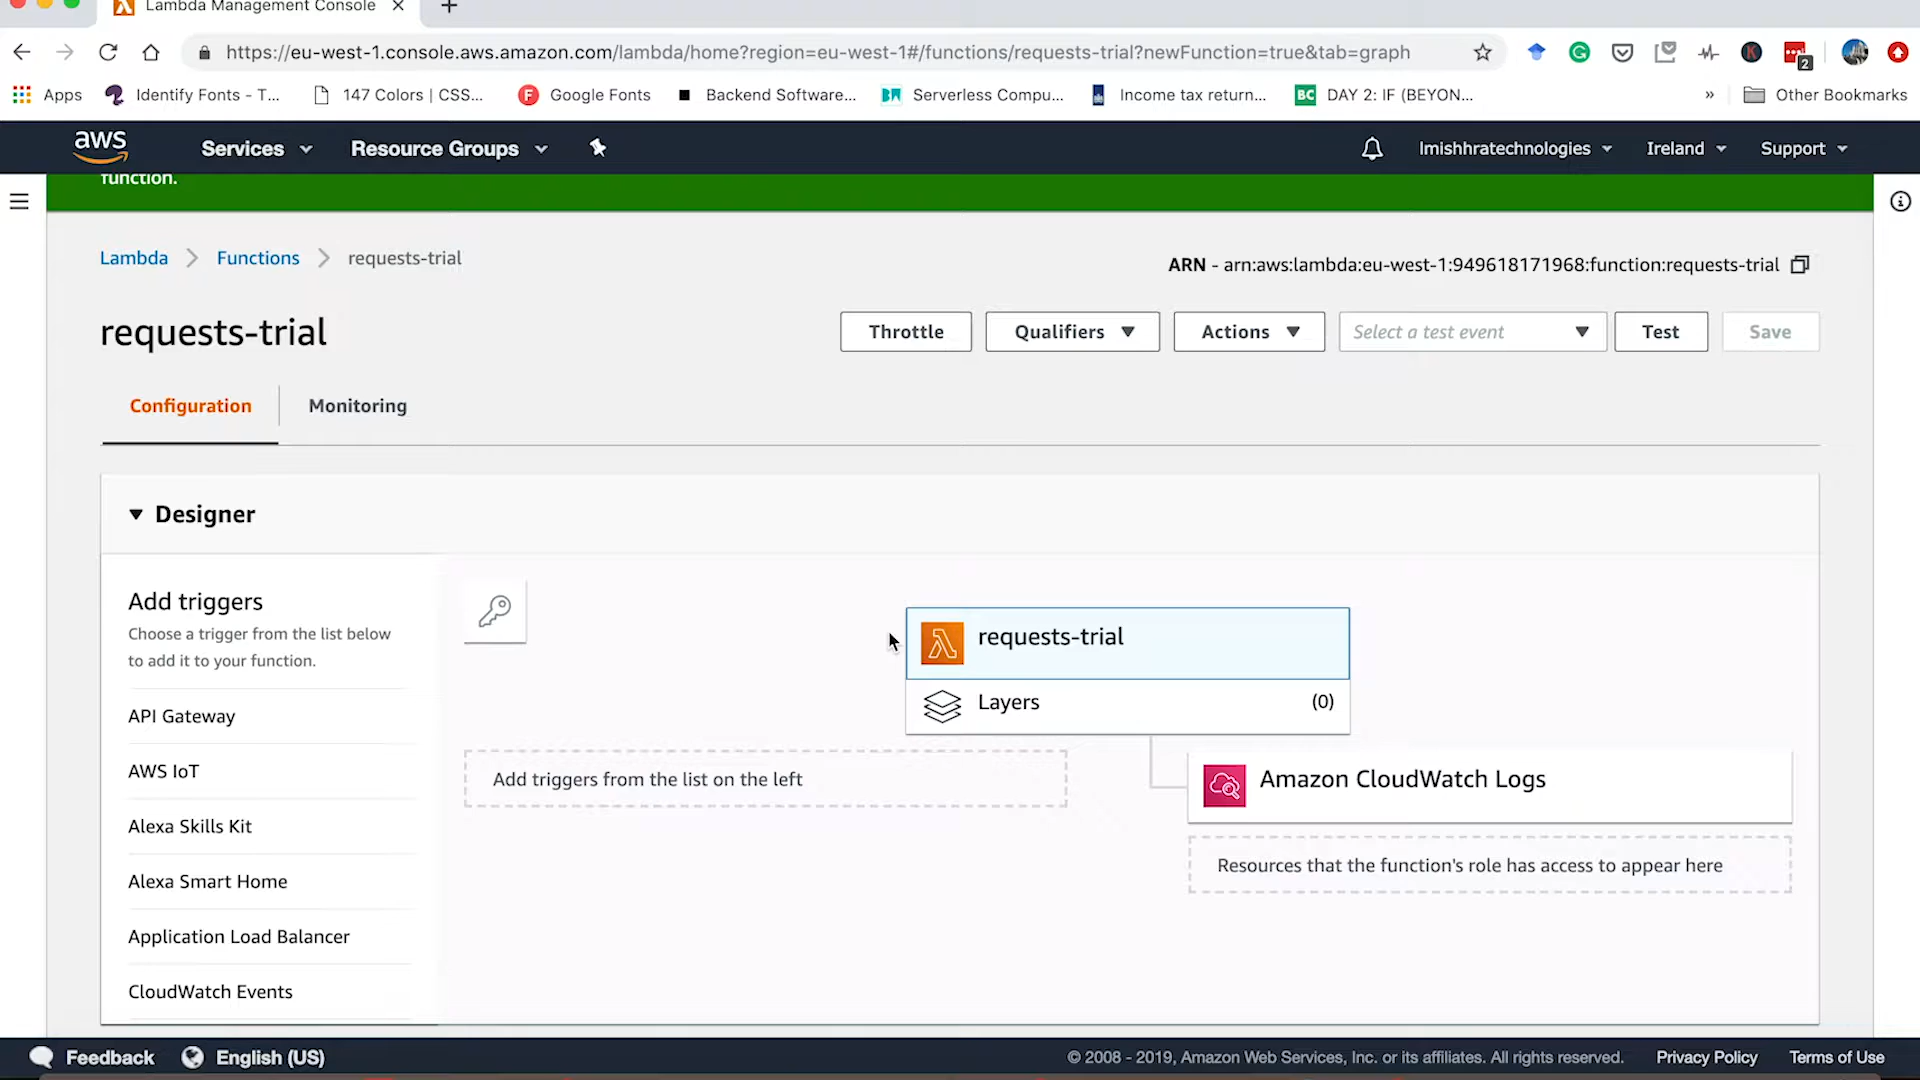 Lambda Management Console
https://eu-west-1.console.aws.amazon.com/lambda/home?region=eu-west-1#/functions/requests-trial?newFunction=true&tab=graph
2
Apps
Identify Fonts - T...
147 Colors | CSS...
Google Fonts
Backend Software...
Serverless Compu...
Income tax return...
BC DAY 2: IF (BEYON...
»
Other Bookmarks
aws
Services
Resource Groups
lmishhratechnologies
Ireland
Support
function.
Lambda
Functions
requests-trial
ARN - arn:aws:lambda:eu-west-1:949618171968:function:requests-trial
requests-trial
Throttle
Qualifiers
Actions
Select a test event
Test
Save
Configuration
Monitoring
Designer
Add triggers
Choose a trigger from the list below
to add it to your function.
API Gateway
AWS IoT
Alexa Skills Kit
Alexa Smart Home
Application Load Balancer
CloudWatch Events
requests-trial
Layers
(0)
Add triggers from the list on the left
Amazon CloudWatch Logs
Resources that the function's role has access to appear here
Feedback
English (US)
© 2008 - 2019, Amazon Web Services, Inc. or its affiliates. All rights reserved.
Privacy Policy
Terms of Use